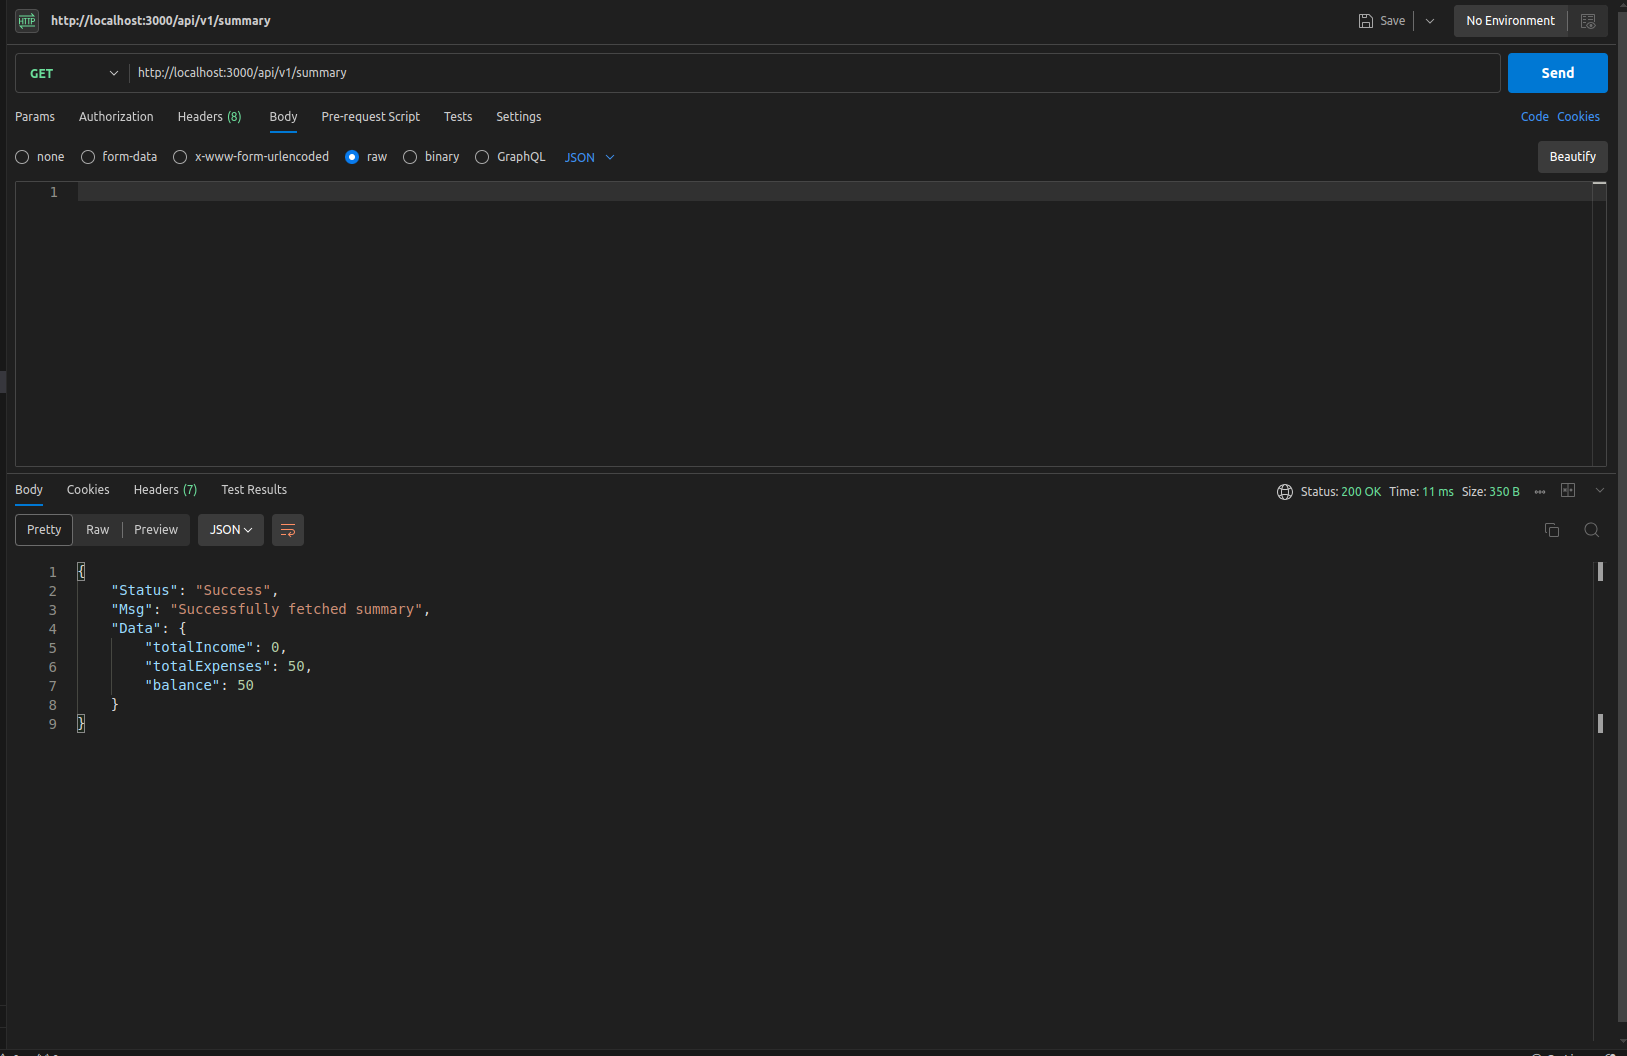 HTTP http://localhost:3000/api/v1/summary Save No Environment
GET http://localhost:3000/api/v1/summary Send
Params Authorization Headers (8) Body Pre-request Script Tests Settings Code Cookies
none form-data x-www-form-urlencoded raw binary GraphQL JSON Beautify
1
Body Cookies Headers (7) Test Results Status: 200 OK Time: 11 ms Size: 350 B
Pretty Raw Preview JSON
1 {
2 "Status": "Success",
3 "Msg": "Successfully fetched summary",
4 "Data": {
5 "totalIncome": 0,
6 "totalExpenses": 50,
7 "balance": 50
8 }
9 }